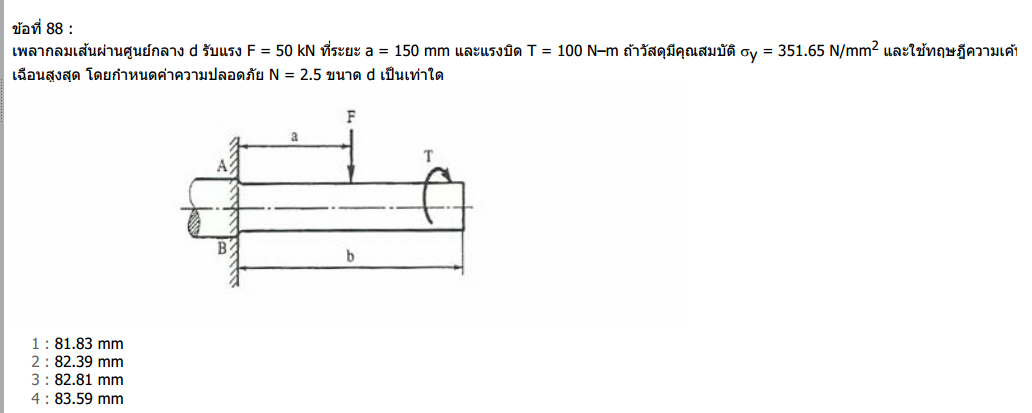 ข้อที่ 88 :
เพลากลมเส้นผ่านศูนย์กลาง d รับแรง F = 50 kN ที่ระยะ a = 150 mm และแรงบิด T = 100 N–m ถ้าวัสดุมีคุณสมบัติ σy = 351.65 N/mm2 และใช้ทฤษฎีความเค้
เฉือนสูงสุด โดยกำหนดค่าความปลอดภัย N = 2.5 ขนาด d เป็นเท่าใด
F
a
T
A
B
b
1 : 81.83 mm
2 : 82.39 mm
3 : 82.81 mm
4 : 83.59 mm